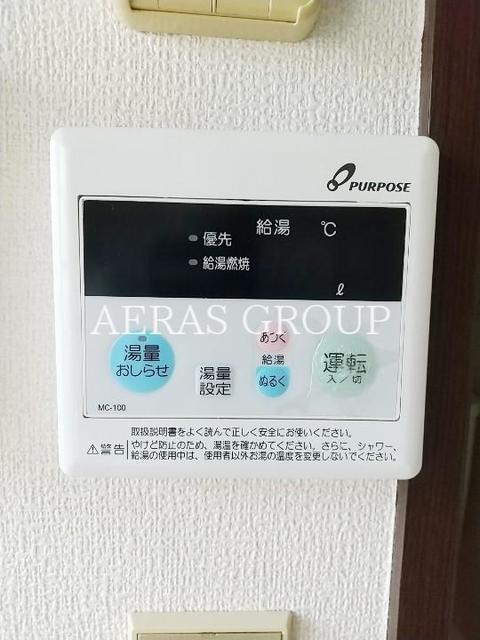 PURPOSE
給湯 ℃
優先
給湯燃焼
ℓ
AERAS GROUP
湯量
おしらせ
湯量
設定
あつく
給湯
ぬるく
運転
入/切
MC-100
取扱説明書をよく読んで正しく安全にお使いください。
⚠警告
やけど防止のため、湯温を確かめてください。さらに、シャワー、
給湯の使用中は、使用者以外お湯の温度を変更しないでください。